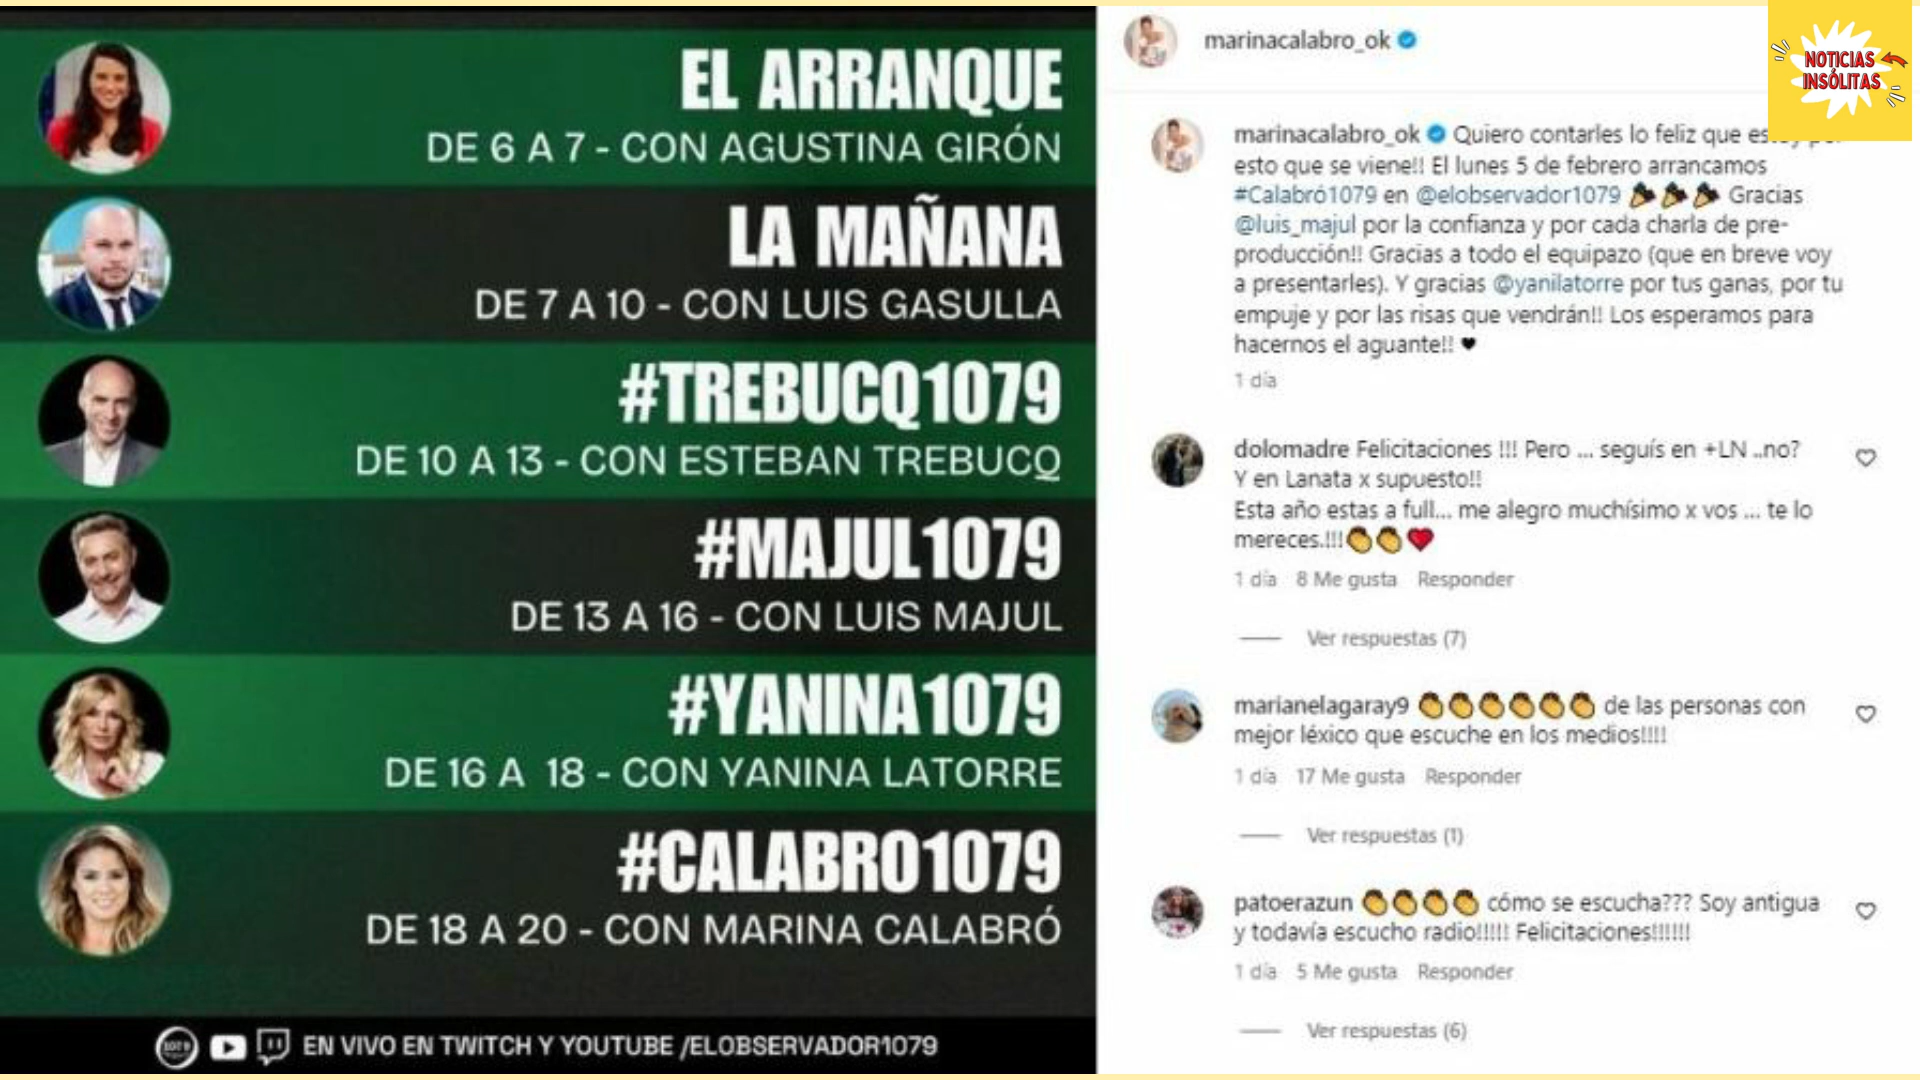 EL ARRANQUE
DE 6 A 7 - CON AGUSTINA GIRÓN
LA MAÑANA
DE 7 A 10 - CON LUIS GASULLA
#TREBUCQ1079
DE 10 A 13 - CON ESTEBAN TREBUCQ
#MAJUL1079
DE 13 A 16 - CON LUIS MAJUL
#YANINA1079
DE 16 A 18 - CON YANINA LATORRE
#CALABRO1079
DE 18 A 20 - CON MARINA CALABRÓ
EN VIVO EN TWITCH Y YOUTUBE /ELOBSERVADOR1079
marinacalabro_ok
NOTICIAS
INSÓLITAS
marinacalabro_ok Quiero contarles lo feliz que
esto que se viene!! El lunes 5 de febrero arrancamos
#Calabró1079 en @elobservador1079 Gracias
@luis_majul por la confianza y por cada charla de pre-
producción!! Gracias a todo el equipazo (que en breve voy
a presentarles). Y gracias @yanilatorre por tus ganas, por tu
empuje y por las risas que vendrán!! Los esperamos para
hacernos el aguante!! 🖤
1 día
dolomadre Felicitaciones !!! Pero ... seguís en +LN ..no?
Y en Lanata x supuesto!!
Esta año estas a full... me alegro muchísimo x vos ... te lo
mereces.!!!👏👏❤️
1 día 8 Me gusta Responder
Ver respuestas (7)
marianelagaray9 👏👏👏👏👏👏 de las personas con
mejor léxico que escuche en los medios!!!!
1 día 17 Me gusta Responder
Ver respuestas (1)
patoerazun 👏👏👏👏 cómo se escucha??? Soy antigua
y todavía escucho radio!!!!! Felicitaciones!!!!!!
1 día 5 Me gusta Responder
Ver respuestas (6)